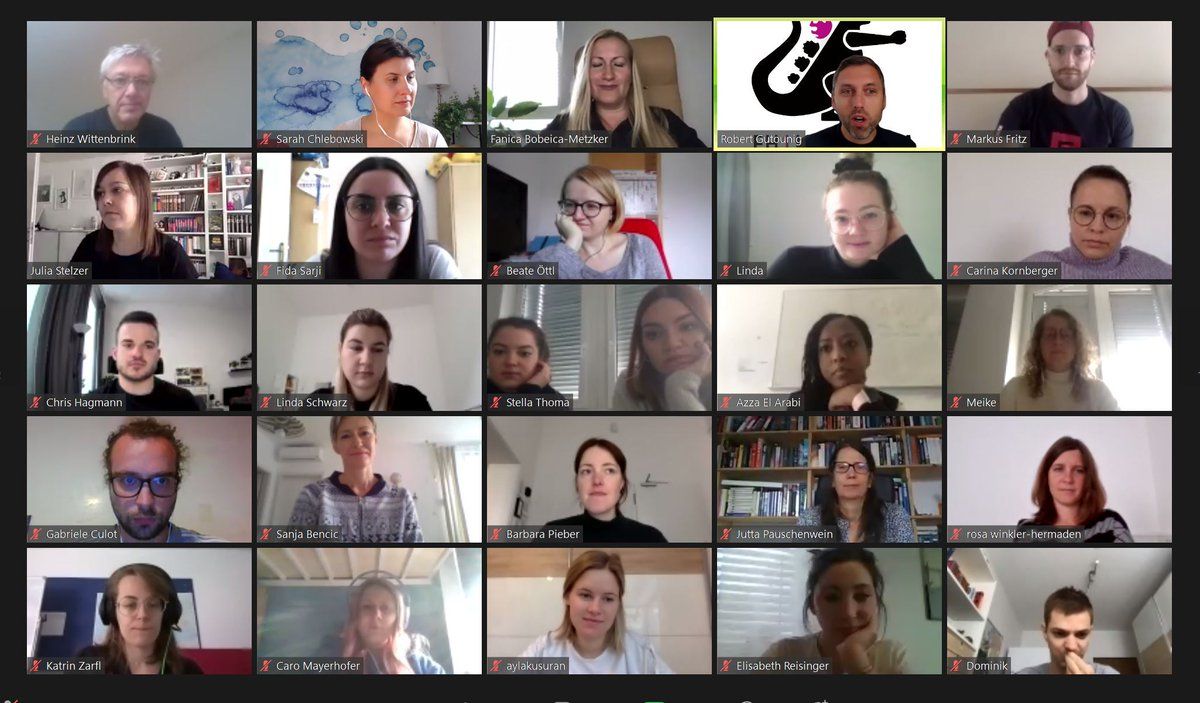 Heinz Wittenbrink
Sarah Chlebowski
Fanica Bobeica-Metzker
Robert Gutounig
Markus Fritz
Julia Stelzer
Fida Sarji
Beate Öttl
Linda
Carina Kornberger
Chris Hagmann
Linda Schwarz
Stella Thoma
Azza El Arabi
Meike
Gabriele Culot
Sanja Bencic
Barbara Pieber
Jutta Pauschenwein
rosa winkler-hermaden
Katrin Zarfl
Caro Mayerhofer
aylakusuran
Elisabeth Reisinger
Dominik